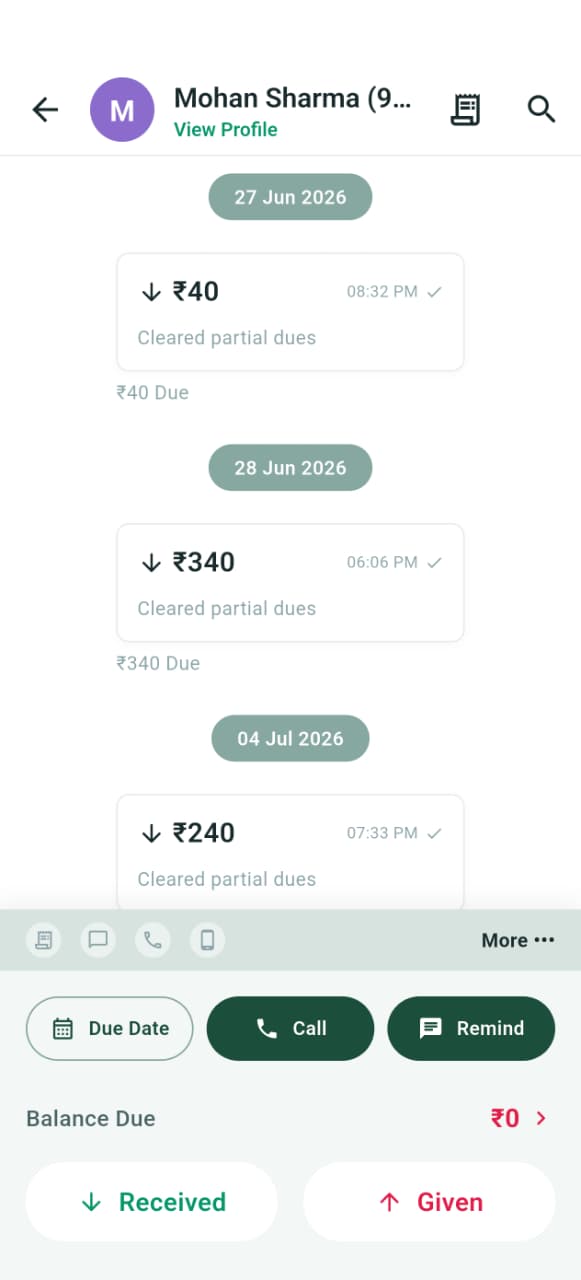 M
Mohan Sharma (9...
View Profile
27 Jun 2026
↓ ₹40 08:32 PM ✓
Cleared partial dues
₹40 Due
28 Jun 2026
↓ ₹340 06:06 PM ✓
Cleared partial dues
₹340 Due
04 Jul 2026
↓ ₹240 07:33 PM ✓
Cleared partial dues
More ...
Due Date
Call
Remind
Balance Due ₹0 >
↓ Received
↑ Given